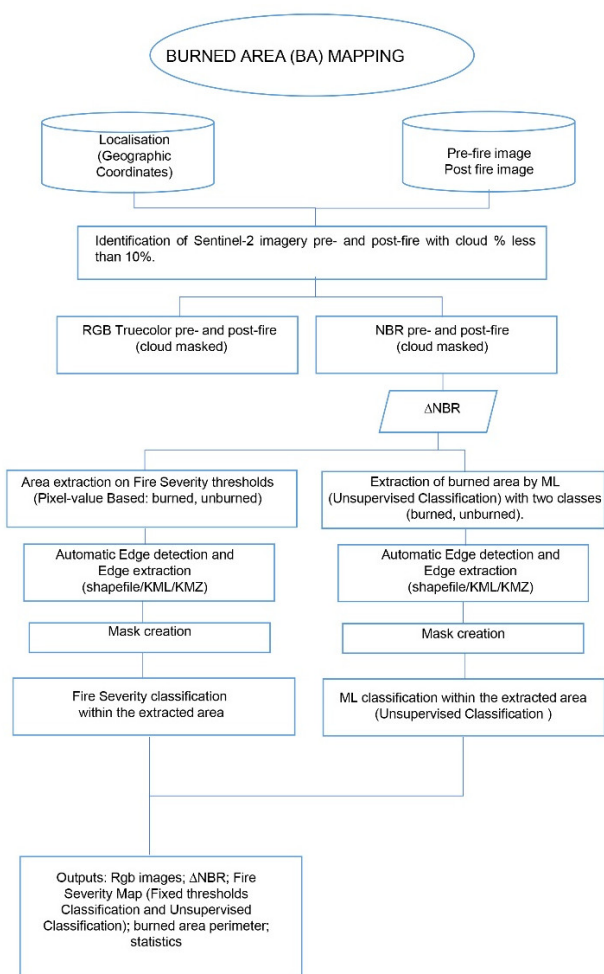 BURNED AREA (BA) MAPPING
Localisation
(Geographic
Coordinates)
Pre-fire image
Post fire image
Identification of Sentinel-2 imagery pre- and post-fire with cloud % less
than 10%.
RGB Truecolor pre- and post-fire
(cloud masked)
NBR pre- and post-fire
(cloud masked)
ΔNBR
Area extraction on Fire Severity thresholds
(Pixel-value Based: burned, unburned)
Extraction of burned area by ML
(Unsupervised Classification) with two classes
(burned, unburned).
Automatic Edge detection and
Edge extraction
(shapefile/KML/KMZ)
Automatic Edge detection and
Edge extraction
(shapefile/KML/KMZ)
Mask creation
Mask creation
Fire Severity classification
within the extracted area
ML classification within the extracted area
(Unsupervised Classification )
Outputs: Rgb images; ΔNBR; Fire
Severity Map (Fixed thresholds
Classification and Unsupervised
Classification); burned area perimeter;
statistics